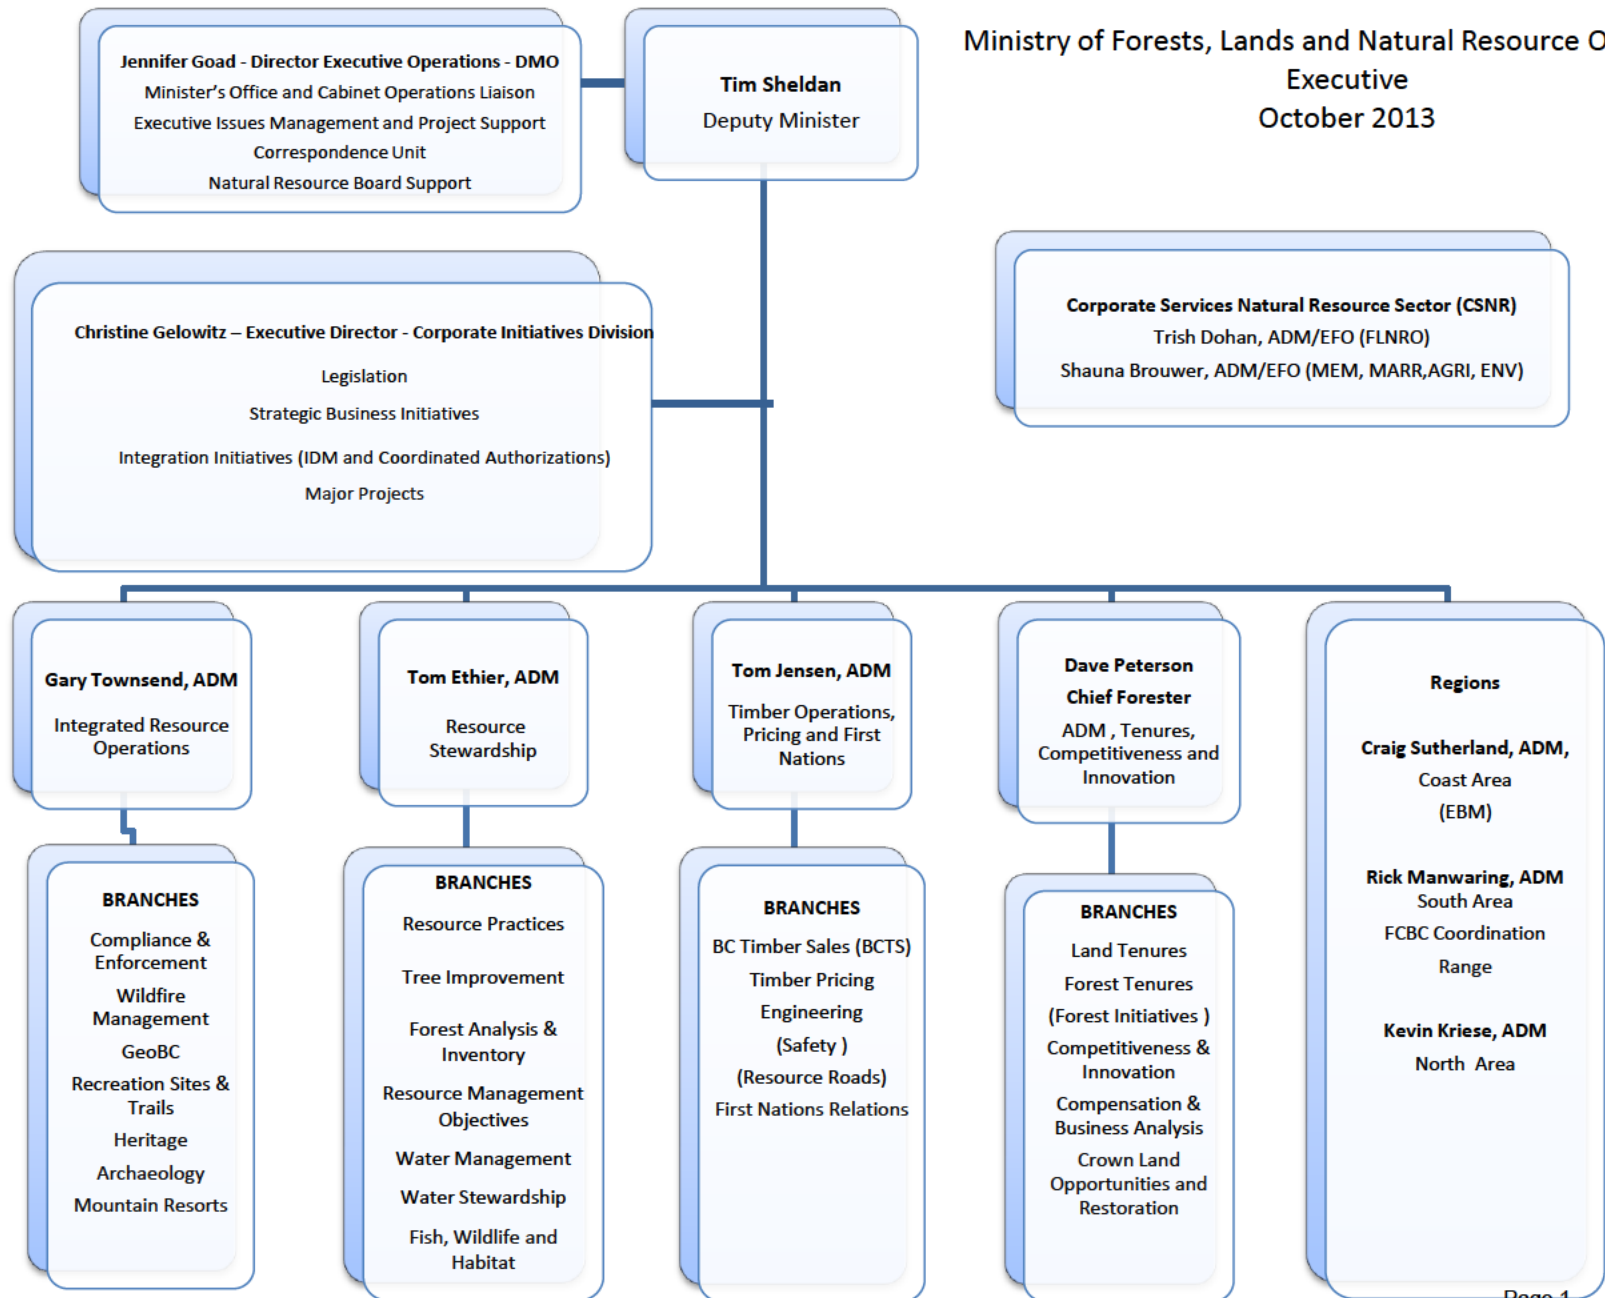 Ministry of Forests, Lands and Natural Resource O
Executive
October 2013
Jennifer Goad - Director Executive Operations - DMO
Minister's Office and Cabinet Operations Liaison
Executive Issues Management and Project Support
Correspondence Unit
Natural Resource Board Support
Tim Sheldan
Deputy Minister
Corporate Services Natural Resource Sector (CSNR)
Trish Dohan, ADM/EFO (FLNRO)
Shauna Brouwer, ADM/EFO (MEM, MARR,AGRI, ENV)
Christine Gelowitz – Executive Director - Corporate Initiatives Division
Legislation
Strategic Business Initiatives
Integration Initiatives (IDM and Coordinated Authorizations)
Major Projects
Gary Townsend, ADM
Integrated Resource
Operations
Tom Ethier, ADM
Resource
Stewardship
Tom Jensen, ADM
Timber Operations,
Pricing and First
Nations
Dave Peterson
Chief Forester
ADM , Tenures,
Competitiveness and
Innovation
Regions
Craig Sutherland, ADM,
Coast Area
(EBM)
Rick Manwaring, ADM
South Area
FCBC Coordination
Range
Kevin Kriese, ADM
North Area
BRANCHES
Compliance &
Enforcement
Wildfire
Management
GeoBC
Recreation Sites &
Trails
Heritage
Archaeology
Mountain Resorts
BRANCHES
Resource Practices
Tree Improvement
Forest Analysis &
Inventory
Resource Management
Objectives
Water Management
Water Stewardship
Fish, Wildlife and
Habitat
BRANCHES
BC Timber Sales (BCTS)
Timber Pricing
Engineering
(Safety )
(Resource Roads)
First Nations Relations
BRANCHES
Land Tenures
Forest Tenures
(Forest Initiatives )
Competitiveness &
Innovation
Compensation &
Business Analysis
Crown Land
Opportunities and
Restoration
Page 1